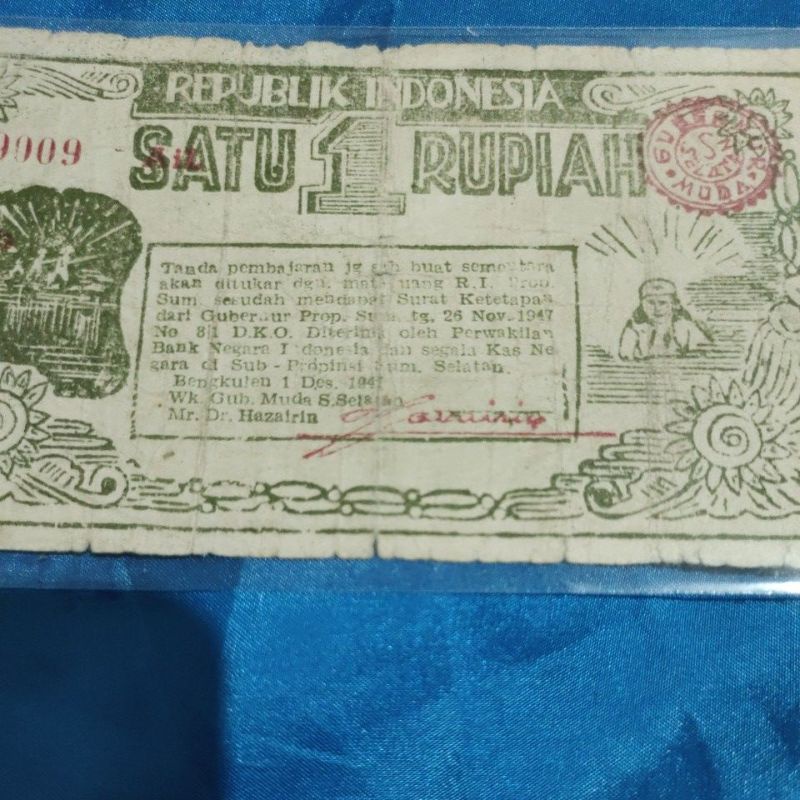 REPUBLIK INDONESIA
9009
SATU 1 RUPIAH
GUBERNUR MUDA
S. SELATAN
Tanda pembajaran jg sah buat sementara
akan ditukar dgn. mata uang R.I. Prop.
Sum. sesudah mendapat Surat Ketetapan
dari Gubernur Prop. Sum. tg. 26 Nov. 1947
No 81 D.K.O. Diterima oleh Perwakilan
Bank Negara Indonesia dan segala Kas Ne
gara di Sub - Propinsi Sum. Selatan.
Bengkulen 1 Des. 1947
Wk. Gub. Muda S.Selatan
Mr. Dr. Hazairin